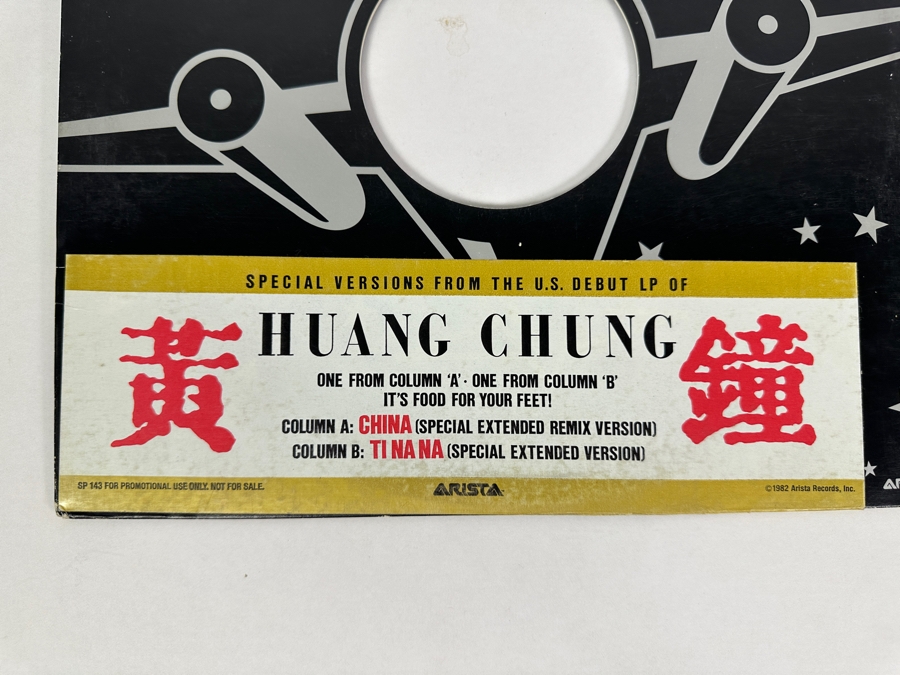 SPECIAL VERSIONS FROM THE U.S. DEBUT LP OF
黃
HUANG CHUNG
鐘
ONE FROM COLUMN 'A' · ONE FROM COLUMN 'B'
IT'S FOOD FOR YOUR FEET!
COLUMN A: CHINA (SPECIAL EXTENDED REMIX VERSION)
COLUMN B: TI NA NA (SPECIAL EXTENDED VERSION)
SP 143 FOR PROMOTIONAL USE ONLY. NOT FOR SALE.
ARISTA
©1982 Arista Records, Inc.